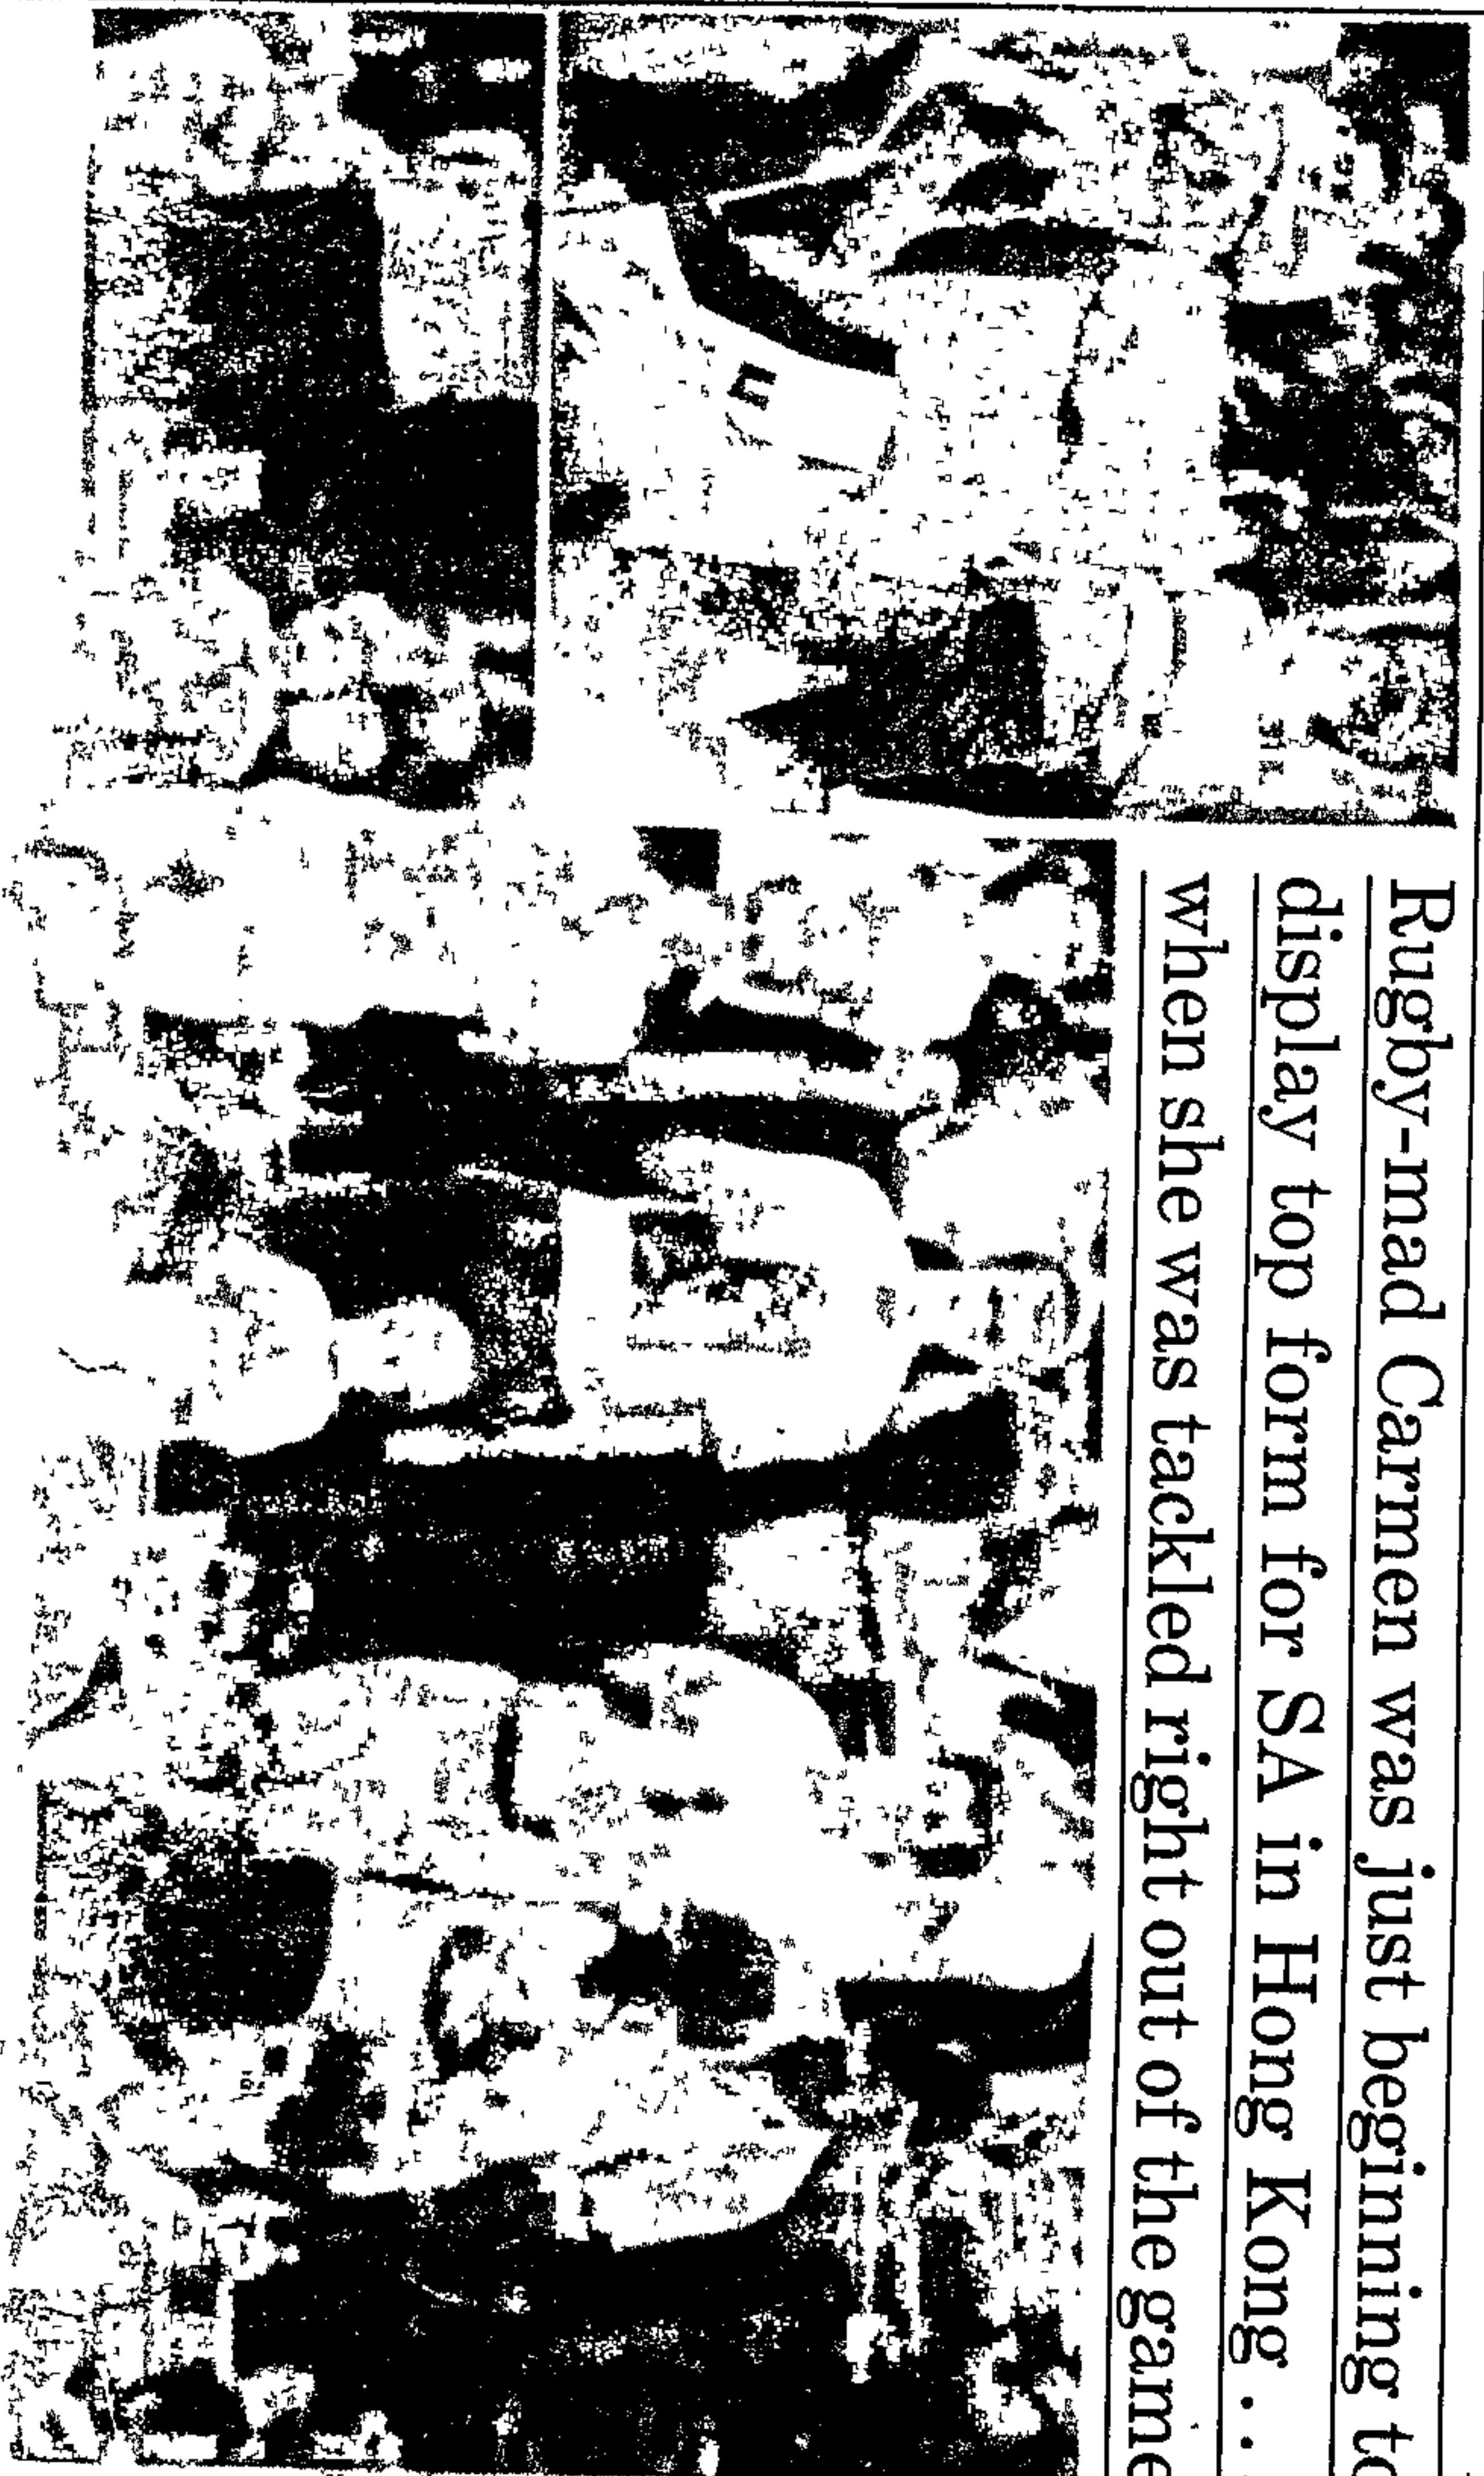 Rugby-mad Carmen was just beginning to
display top form for SA in Hong Kong . .
when she was tackled right out of the game